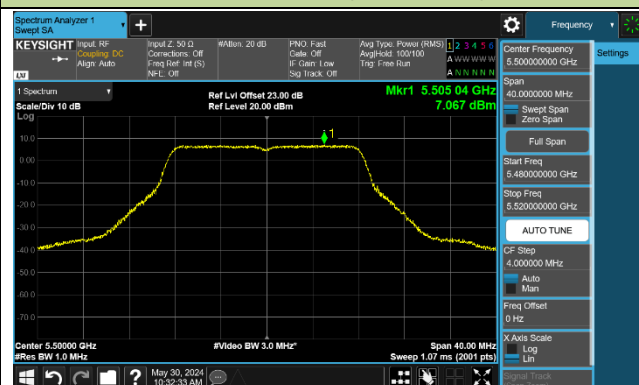 Spectrum Analyzer 1
Swept SA
Frequency
KEYSIGHT
Input: RF
Coupling: DC
Align: Auto
Input Z: 50 Ω
Corrections: Off
Freq Ref: Int (S)
NFE: Off
#Atten: 20 dB
PNO: Fast
Gate: Off
IF Gain: Low
Sig Track: Off
Avg Type: Power (RMS)
Avg|Hold: 100/100
Trig: Free Run
1 2 3 4 5 6
A W W W W W
A N N N N N
LXI
1 Spectrum
Scale/Div 10 dB
Log
Ref Lvl Offset 23.00 dB
Ref Level 20.00 dBm
Mkr1 5.505 04 GHz
7.067 dBm
1
10.0
0.00
-10.0
-20.0
-30.0
-40.0
-50.0
-60.0
-70.0
Center 5.50000 GHz
#Res BW 1.0 MHz
#Video BW 3.0 MHz*
Span 40.00 MHz
Sweep 1.07 ms (2001 pts)
Center Frequency
5.500000000 GHz
Settings
Span
40.0000000 MHz
Swept Span
Zero Span
Full Span
Start Freq
5.480000000 GHz
Stop Freq
5.520000000 GHz
AUTO TUNE
CF Step
4.000000 MHz
Auto
Man
Freq Offset
0 Hz
X Axis Scale
Log
Lin
Signal Track
May 30, 2024
10:32:33 AM